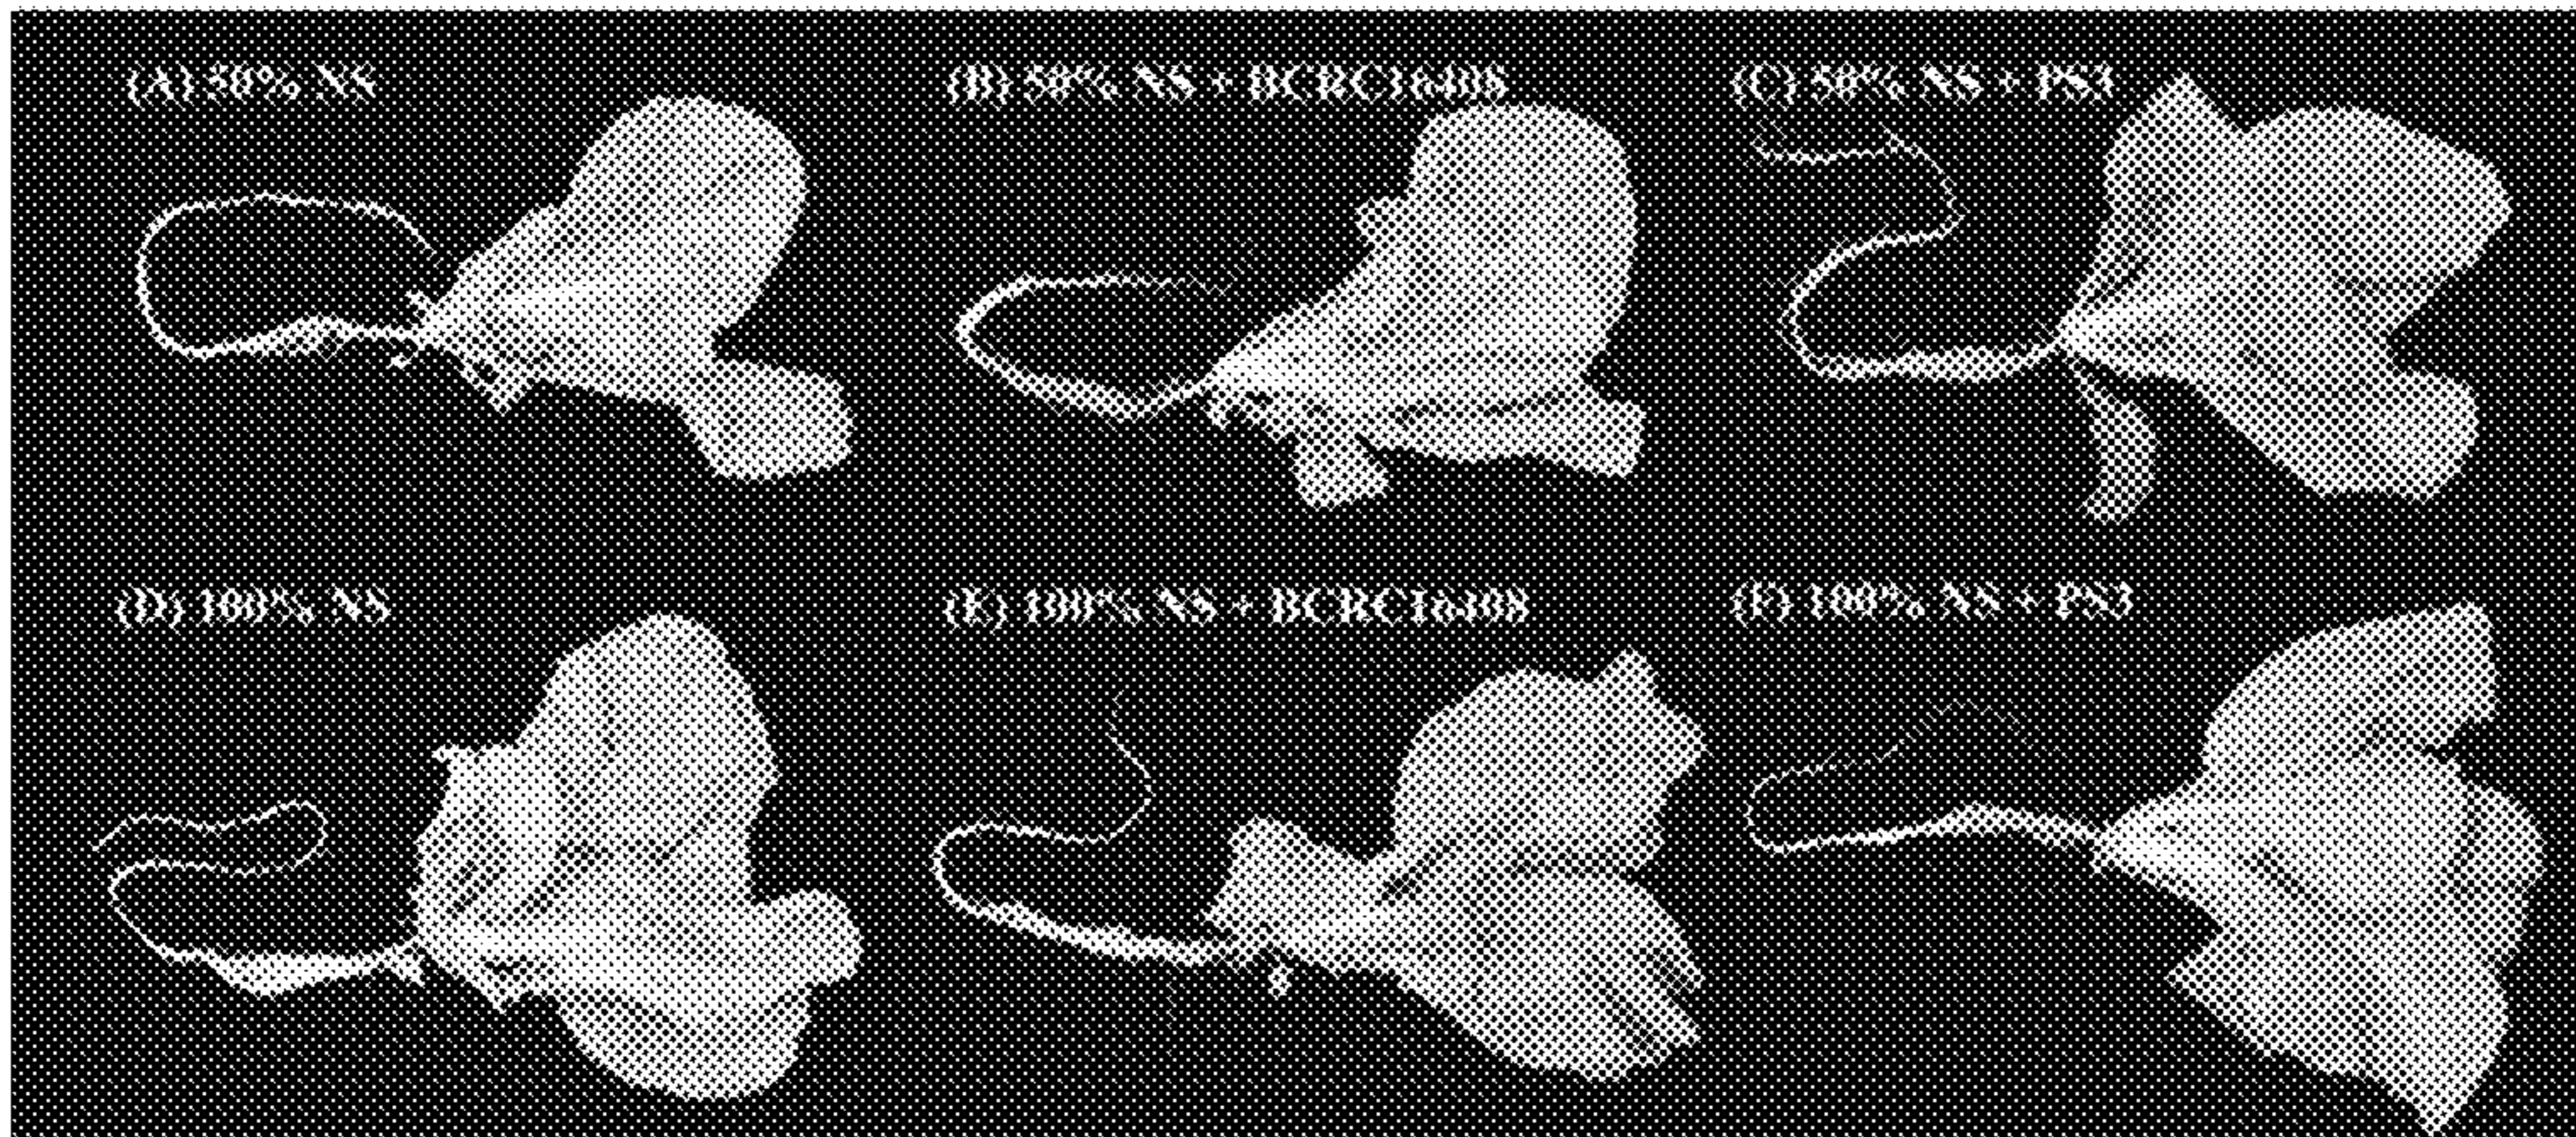 (A) 50% NS
(B) 50% NS + BCRC16408
(C) 50% NS + PS3
(D) 100% NS
(E) 100% NS + BCRC16408
(F) 100% NS + PS3